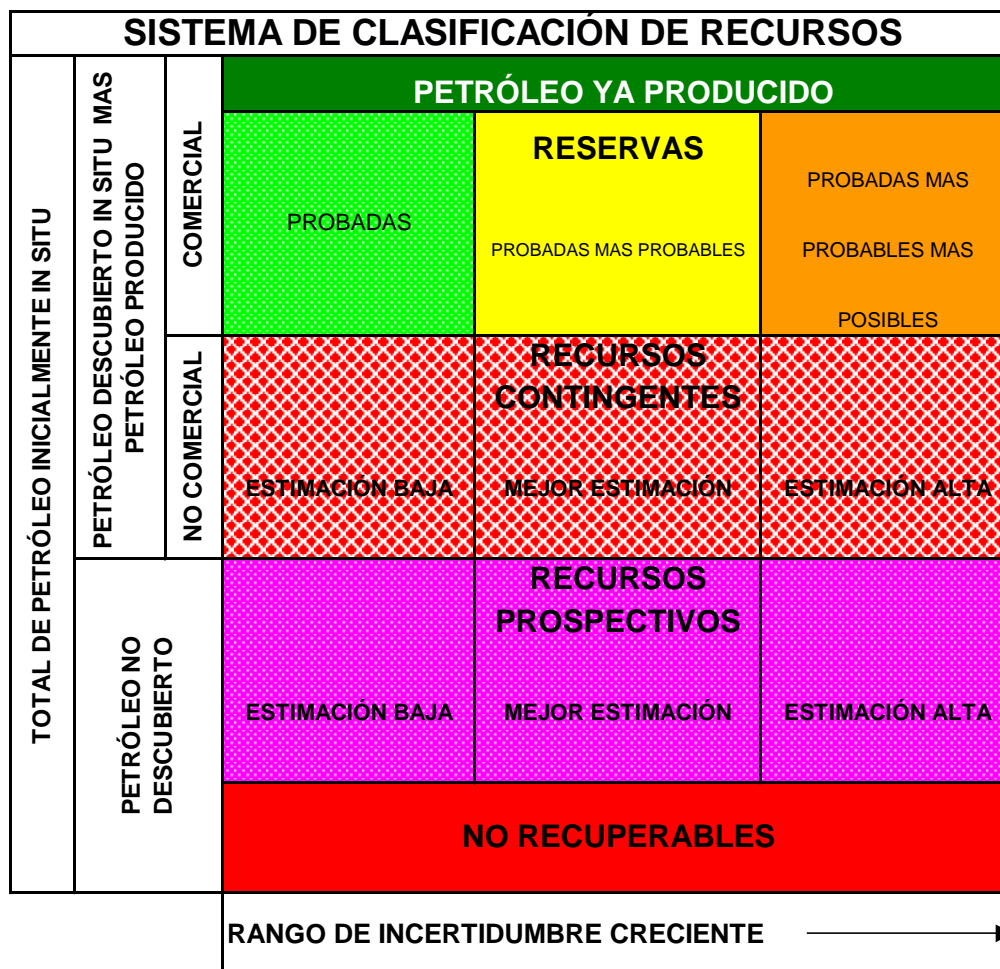 SISTEMA DE CLASIFICACIÓN DE RECURSOS
TOTAL DE PETRÓLEO INICIALMENTE IN SITU
PETRÓLEO DESCUBIERTO IN SITU MAS
PETRÓLEO PRODUCIDO
COMERCIAL
PETRÓLEO YA PRODUCIDO
PROBADAS
RESERVAS
PROBADAS MAS PROBABLES
PROBADAS MAS
PROBABLES MAS
POSIBLES
NO COMERCIAL
RECURSOS
CONTINGENTES
ESTIMACIÓN BAJA
MEJOR ESTIMACIÓN
ESTIMACIÓN ALTA
PETRÓLEO NO
DESCUBIERTO
RECURSOS
PROSPECTIVOS
ESTIMACIÓN BAJA
MEJOR ESTIMACIÓN
ESTIMACIÓN ALTA
NO RECUPERABLES
RANGO DE INCERTIDUMBRE CRECIENTE